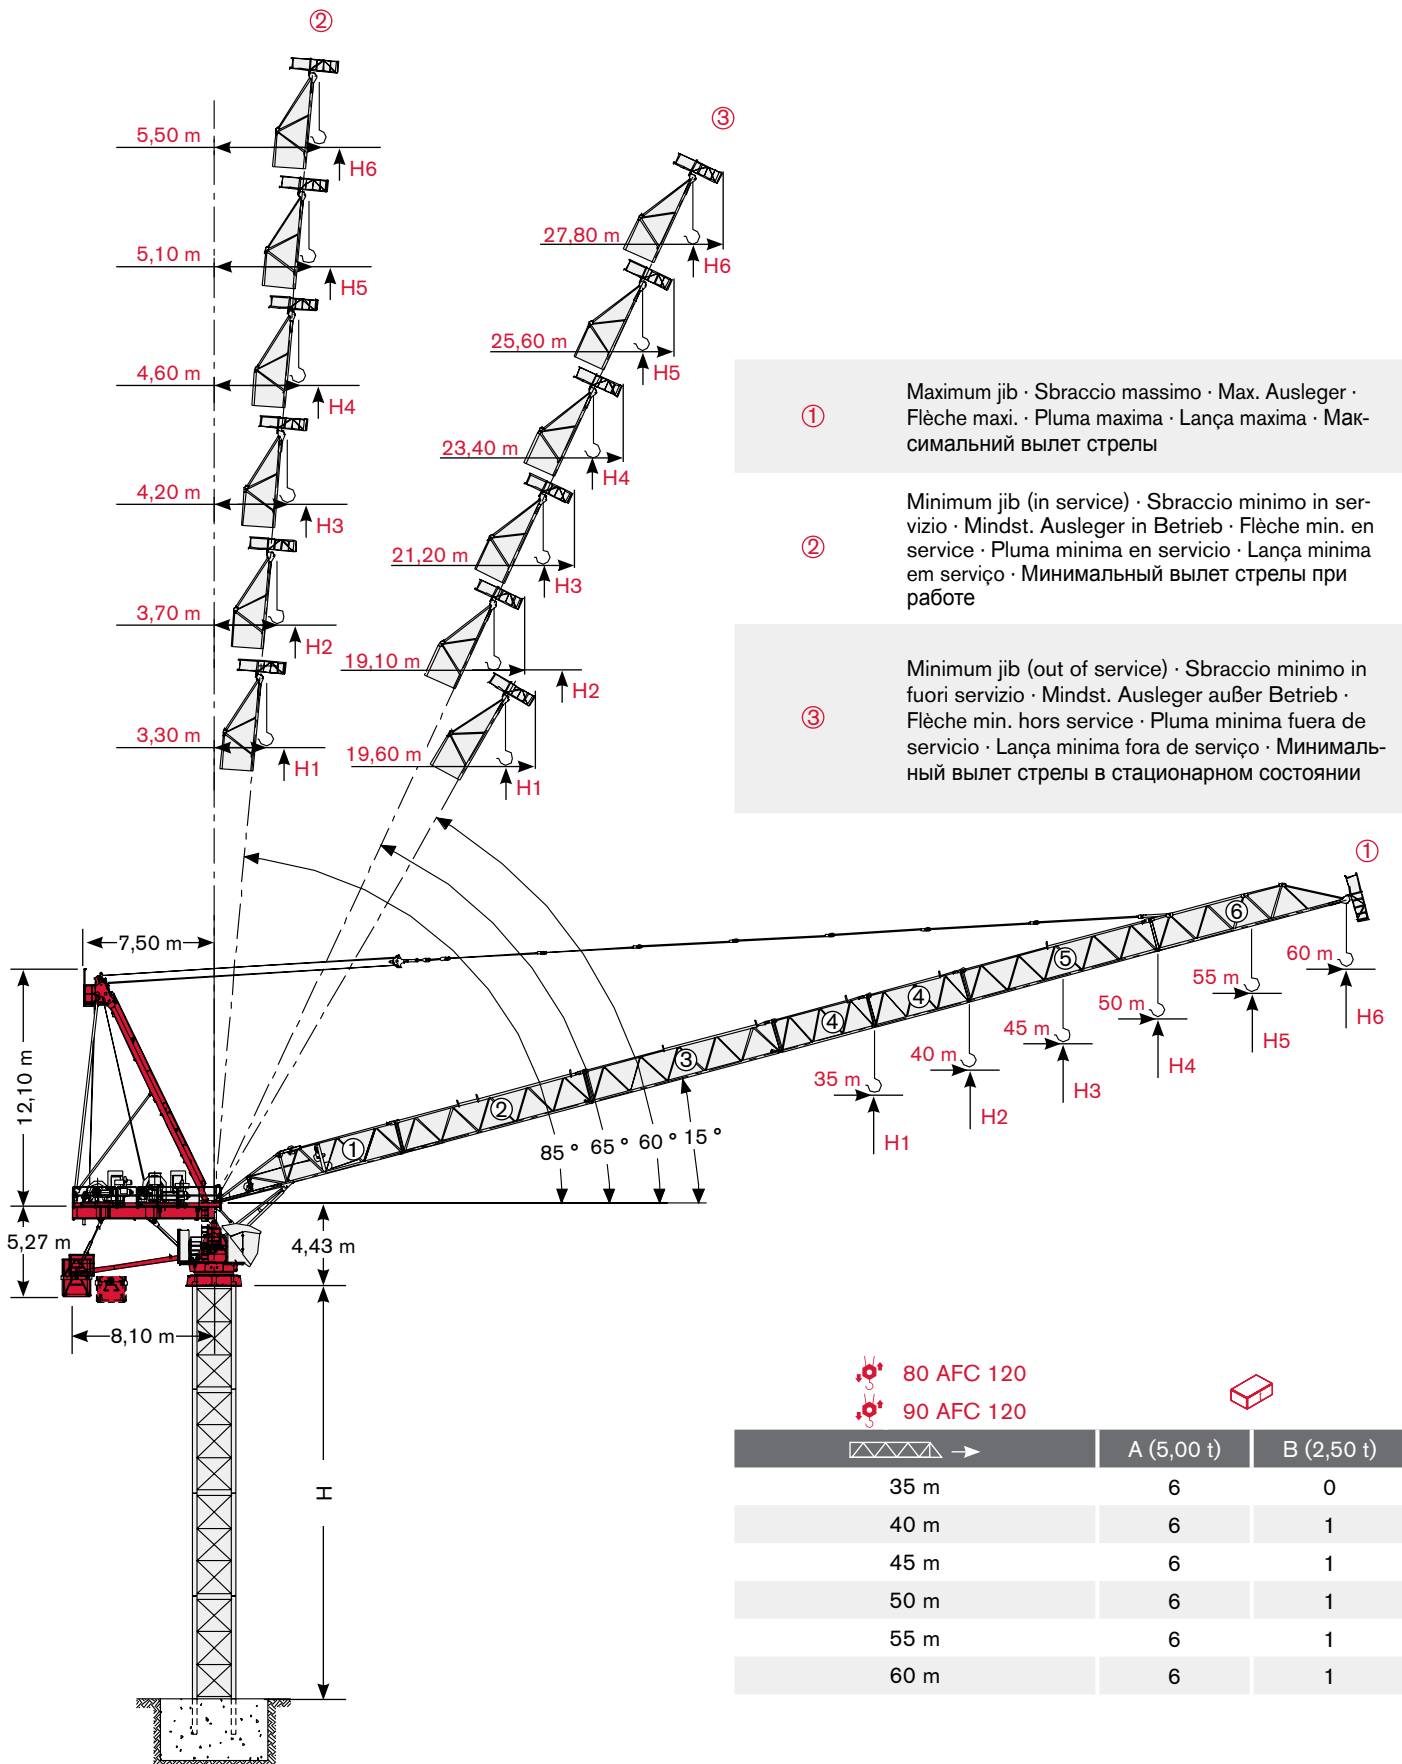 ②
5,50 m
H6
5,10 m
H5
4,60 m
H4
4,20 m
H3
3,70 m
H2
3,30 m
H1
③
27,80 m
H6
25,60 m
H5
23,40 m
H4
21,20 m
H3
19,10 m
H2
19,60 m
H1
①
Maximum jib · Sbraccio massimo · Max. Ausleger ·
Flèche maxi. · Pluma maxima · Lança maxima · Мак-
симальний вылет стрелы
②
Minimum jib (in service) · Sbraccio minimo in ser-
vizio · Mindst. Ausleger in Betrieb · Flèche min. en
service · Pluma minima en servicio · Lança minima
em serviço · Минимальный вылет стрелы при
работе
③
Minimum jib (out of service) · Sbraccio minimo in
fuori servizio · Mindst. Ausleger außer Betrieb ·
Flèche min. hors service · Pluma minima fuera de
servicio · Lança minima fora de serviço · Минималь-
ный вылет стрелы в стационарном состоянии
①
7,50 m
12,10 m
5,27 m
8,10 m
4,43 m
H
① ② ③ ④ ④ ⑤ ⑥
85 ° 65 ° 60 ° 15 °
35 m
H1
40 m
H2
45 m
H3
50 m
H4
55 m
H5
60 m
H6
80 AFC 120
90 AFC 120
A (5,00 t) B (2,50 t)
35 m 6 0
40 m 6 1
45 m 6 1
50 m 6 1
55 m 6 1
60 m 6 1